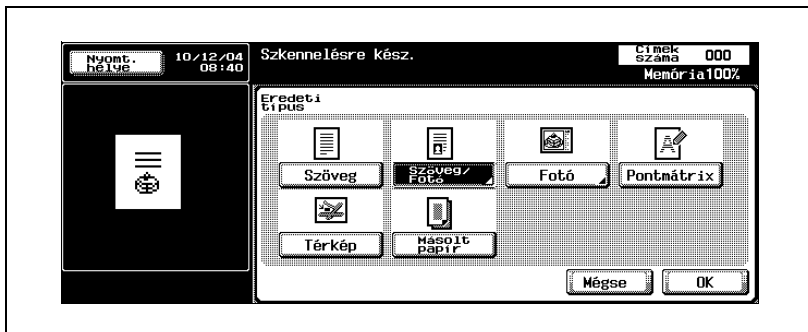 Nyomt.
helye
10/12/04
08:40
Szkennelésre kész.
Címek
száma
000
Memória100%
Eredeti
típus
Szöveg
Szöveg/
Fotó
Fotó
Pontmátrix
Térkép
Másolt
papír
Mégse
OK